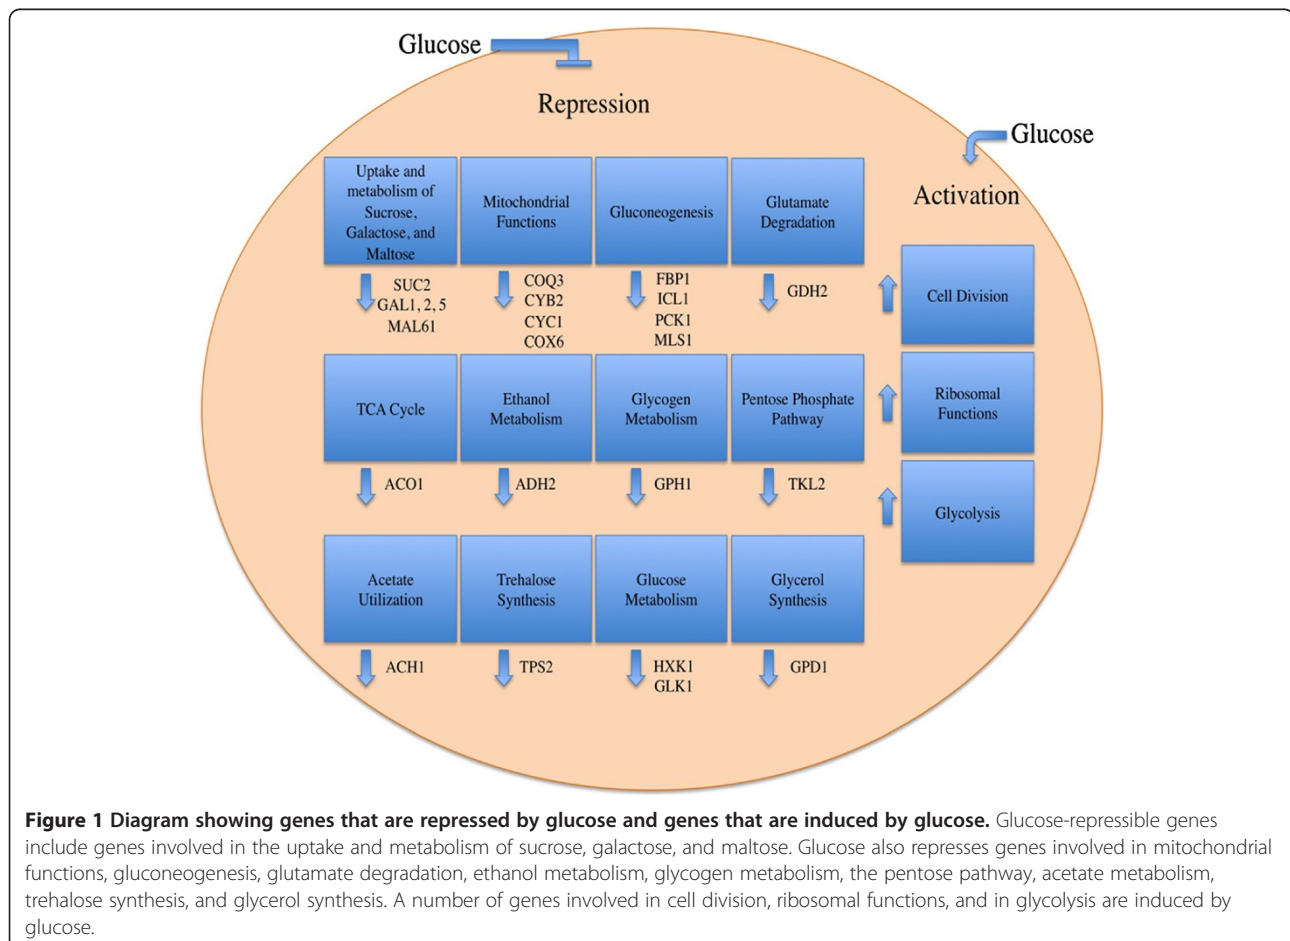 Glucose
Repression
Glucose
Activation
Uptake and
metabolism of
Sucrose,
Galactose, and
Maltose
Mitochondrial
Functions
Gluconeogenesis
Glutamate
Degradation
SUC2
GAL1, 2, 5
MAL61
COQ3
CYB2
CYC1
COX6
FBP1
ICL1
PCK1
MLS1
GDH2
Cell Division
TCA Cycle
Ethanol
Metabolism
Glycogen
Metabolism
Pentose Phosphate
Pathway
Ribosomal
Functions
ACO1
ADH2
GPH1
TKL2
Glycolysis
Acetate
Utilization
Trehalose
Synthesis
Glucose
Metabolism
Glycerol
Synthesis
ACH1
TPS2
HXK1
GLK1
GPD1
Figure 1 Diagram showing genes that are repressed by glucose and genes that are induced by glucose. Glucose-repressible genes
include genes involved in the uptake and metabolism of sucrose, galactose, and maltose. Glucose also represses genes involved in mitochondrial
functions, gluconeogenesis, glutamate degradation, ethanol metabolism, glycogen metabolism, the pentose pathway, acetate metabolism,
trehalose synthesis, and glycerol synthesis. A number of genes involved in cell division, ribosomal functions, and in glycolysis are induced by
glucose.